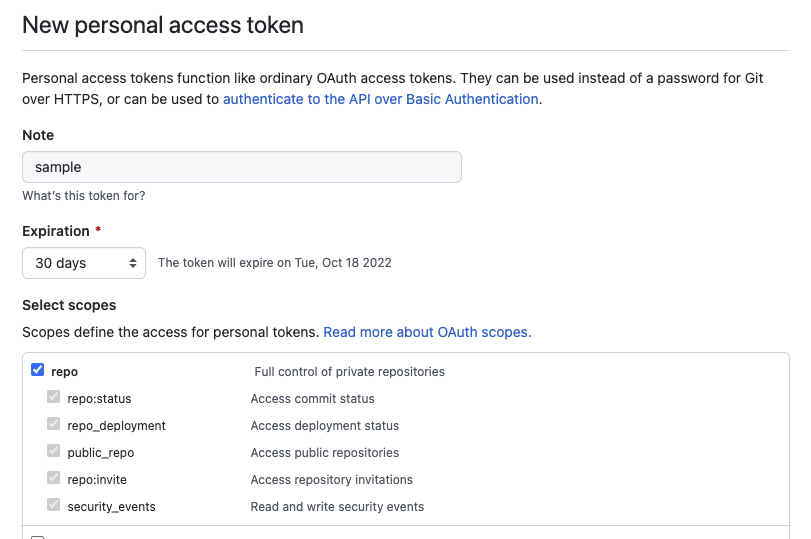 New personal access token
Personal access tokens function like ordinary OAuth access tokens. They can be used instead of a password for Git
over HTTPS, or can be used to authenticate to the API over Basic Authentication.
Note
sample
What's this token for?
Expiration *
30 days The token will expire on Tue, Oct 18 2022
Select scopes
Scopes define the access for personal tokens. Read more about OAuth scopes.
repo Full control of private repositories
repo:status Access commit status
repo_deployment Access deployment status
public_repo Access public repositories
repo:invite Access repository invitations
security_events Read and write security events